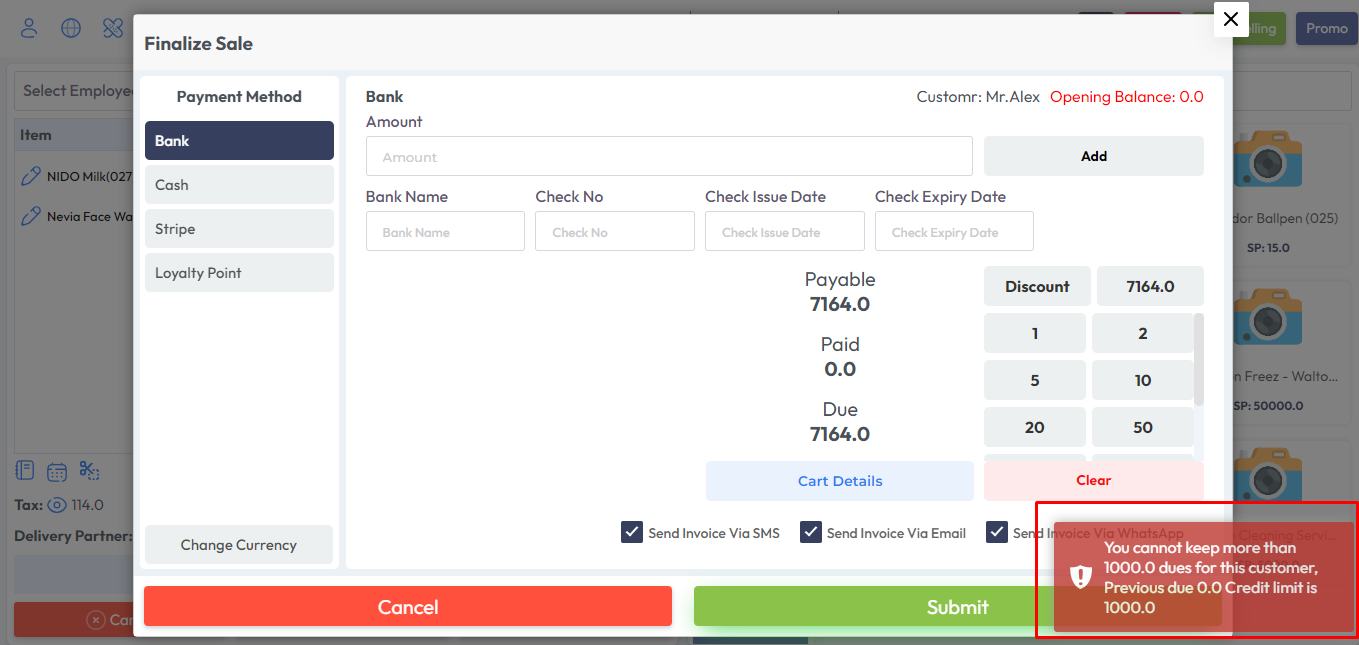 elling
Promo
Finalize Sale
Select Employe
Payment Method
Bank
Customr: Mr.Alex Opening Balance: 0.0
Amount
Item
Bank
Amount
Add
NIDO Milk(027
Cash
Bank Name
Check No
Check Issue Date
Check Expiry Date
Nevia Face Wa
Stripe
Bank Name
Check No
Check Issue Date
Check Expiry Date
dor Ballpen (025)
SP: 15.0
Loyalty Point
Payable
7164.0
Discount
7164.0
1
2
Paid
0.0
5
10
n Freez - Walto...
SP: 50000.0
Due
7164.0
20
50
Cart Details
Clear
Tax: 114.0
Delivery Partner:
Change Currency
Send Invoice Via SMS
Send Invoice Via Email
Send Invoice Via WhatsApp
Cleaning Servi...
You cannot keep more than
1000.0 dues for this customer,
Previous due 0.0 Credit limit is
1000.0
Cancel
Submit
Can